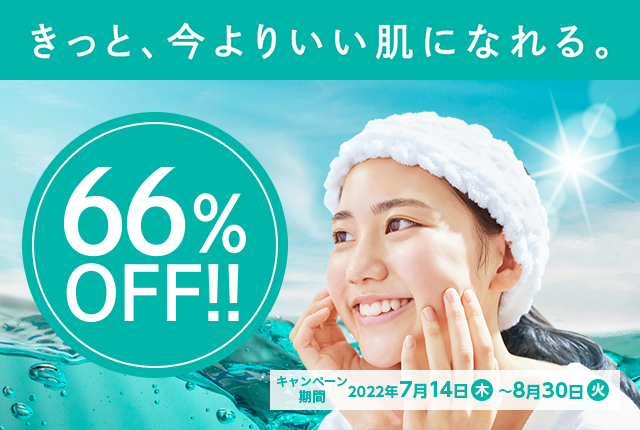 きっと、今よりいい肌になれる。
66%
OFF!!
キャンペーン
期間
2022年7月14日木 ～8月30日火